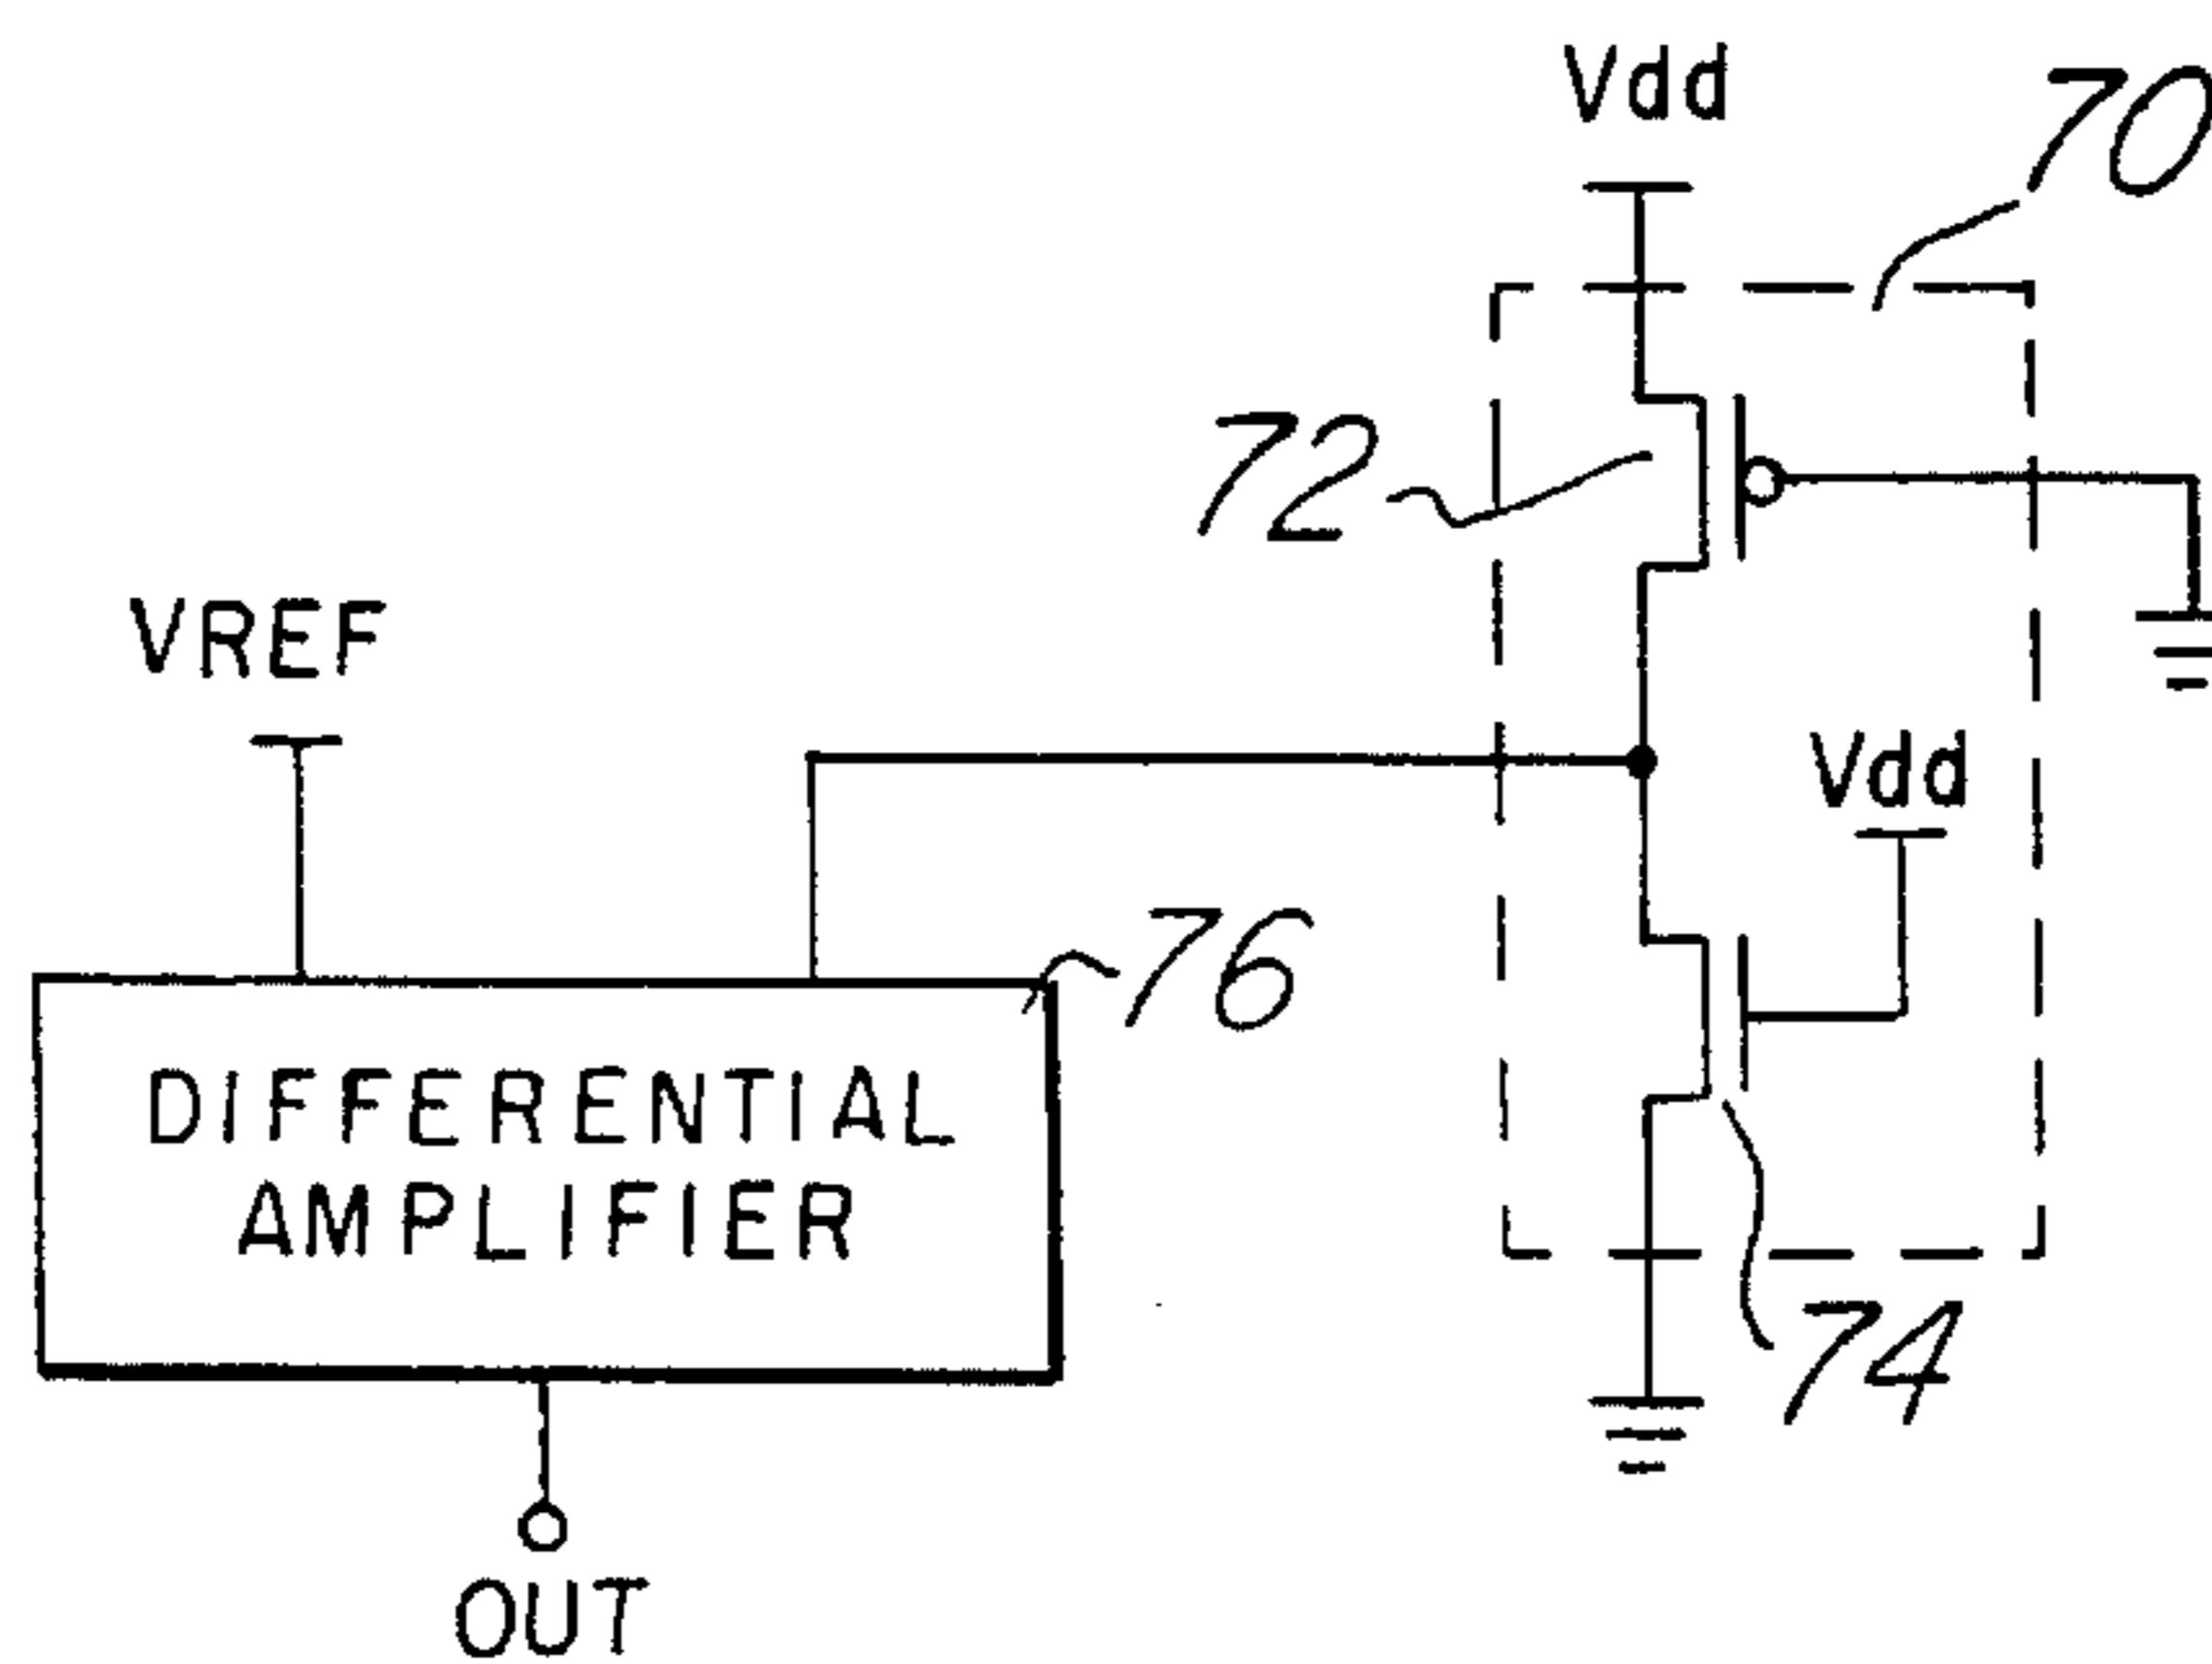 Vdd
70
72
VREF
Vdd
76
DIFFERENTIAL
AMPLIFIER
74
OUT